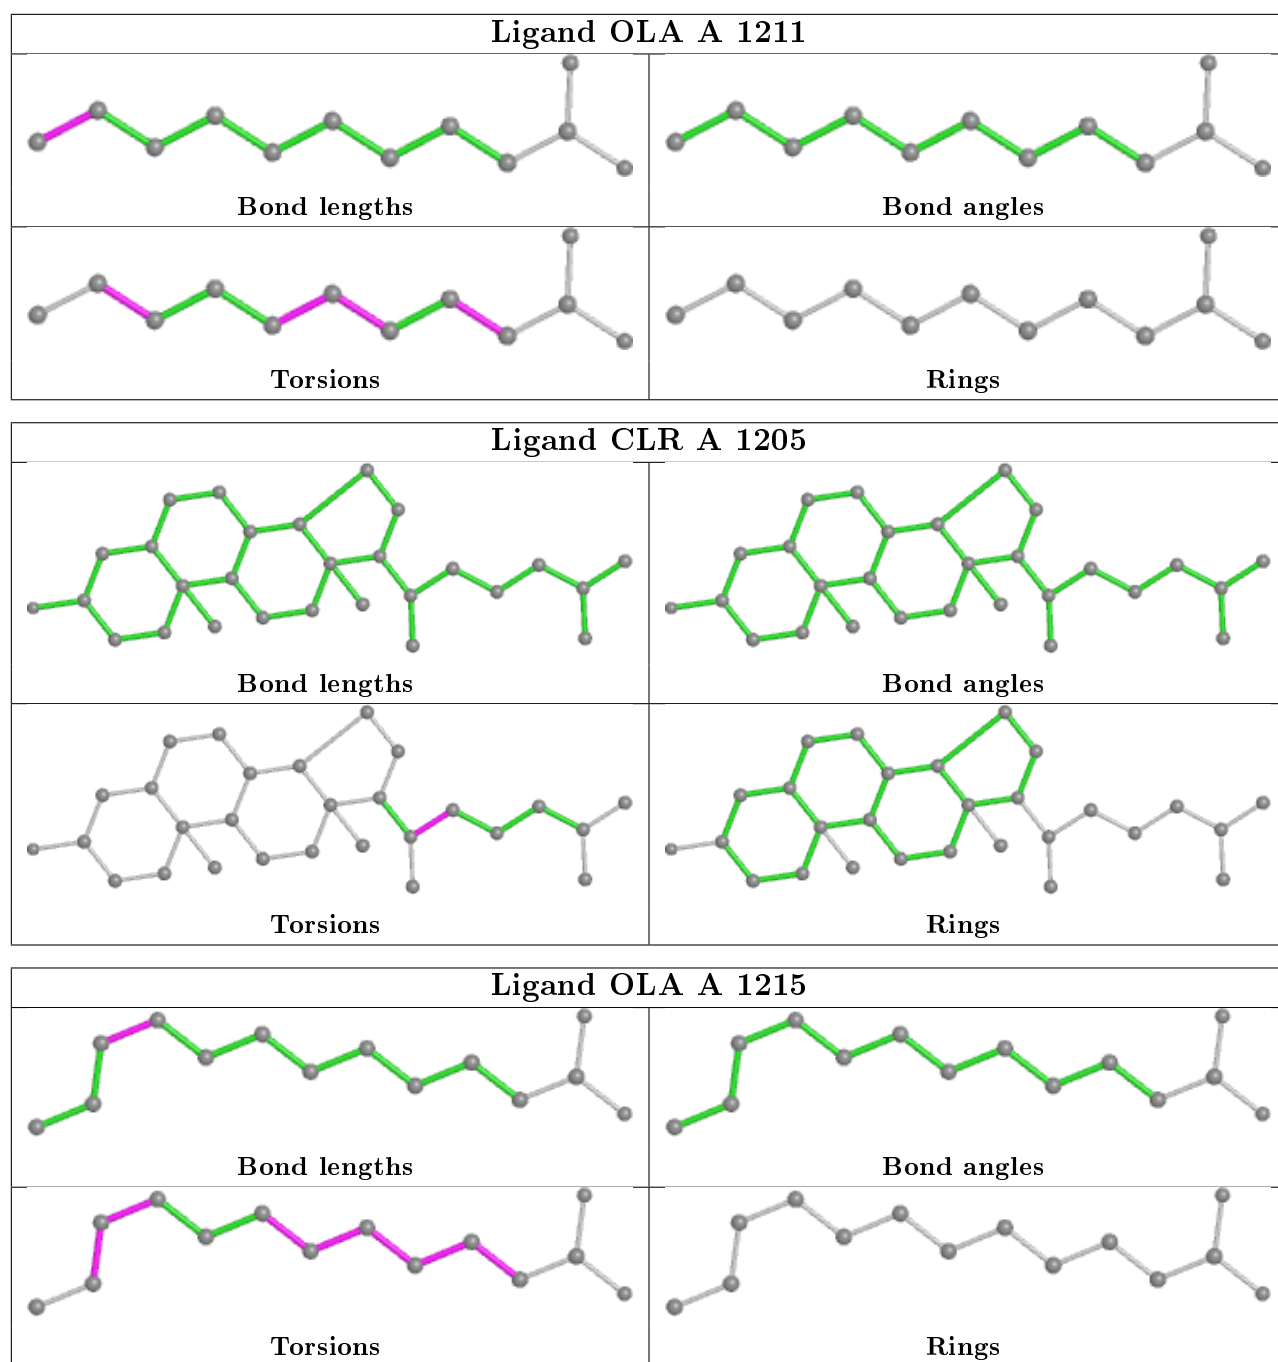 Ligand OLA A 1211
Bond lengths
Bond angles
Torsions
Rings
Ligand CLR A 1205
Bond lengths
Bond angles
Torsions
Rings
Ligand OLA A 1215
Bond lengths
Bond angles
Torsions
Rings